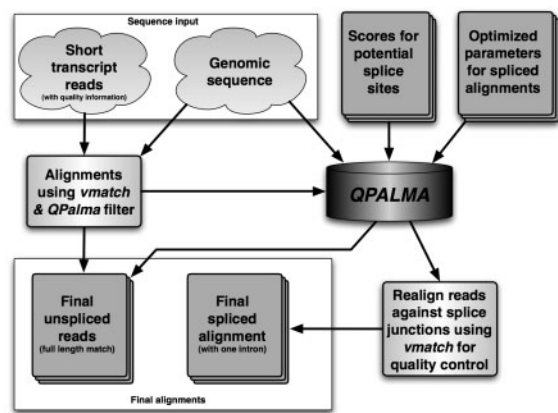 Sequence input
Short
transcript
reads
(with quality information)
Genomic
sequence
Scores for
potential
splice
sites
Optimized
parameters
for spliced
alignments
Alignments
using vmatch
& QPalma filter
QPALMA
Final
unspliced
reads
(full length match)
Final
spliced
alignment
(with one intron)
Realign reads
against splice
junctions using
vmatch for
quality control
Final alignments